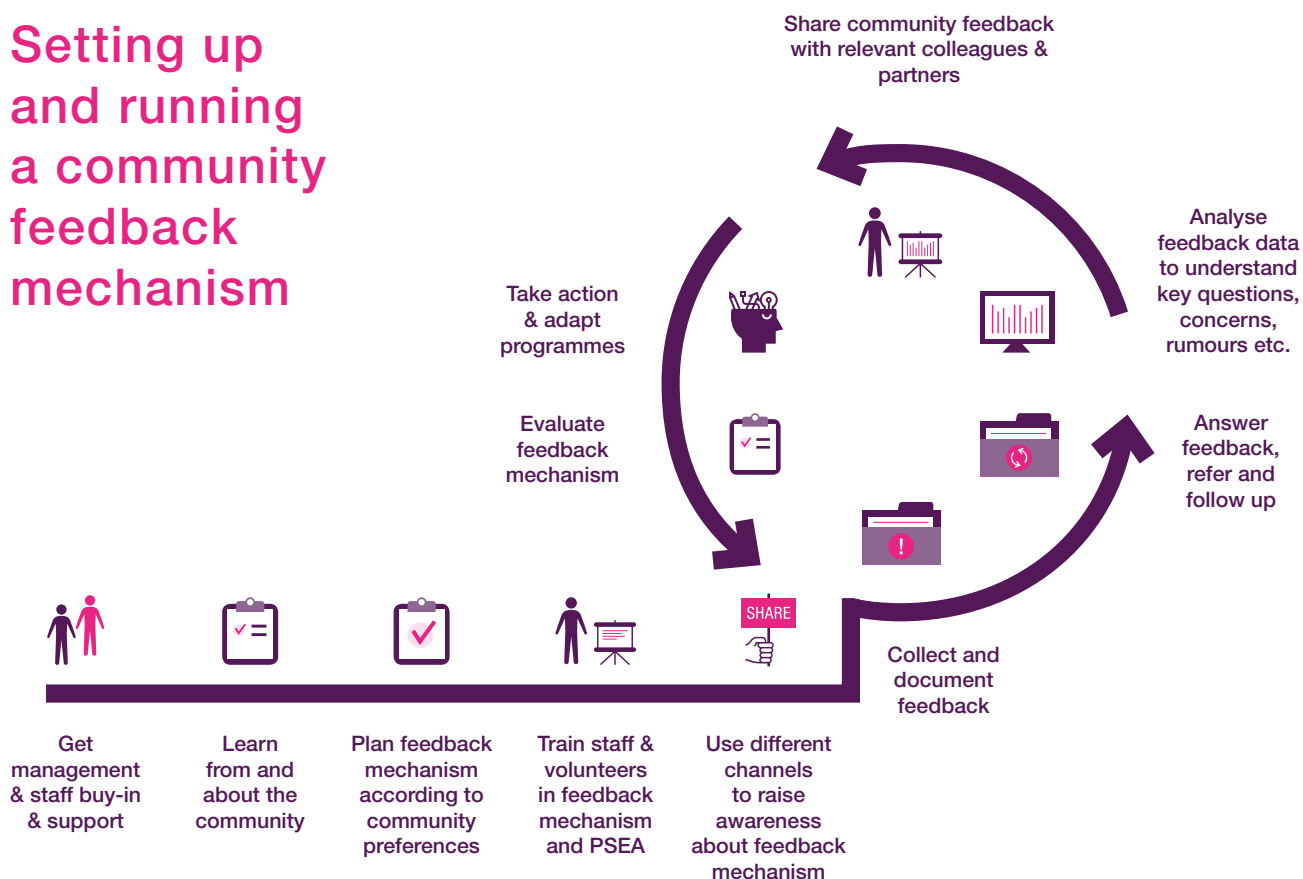 Setting up
and running
a community
feedback
mechanism
Share community feedback
with relevant colleagues &
partners
Analyse
feedback data
to understand
key questions,
concerns,
rumours etc.
Take action
& adapt
programmes
Evaluate
feedback
mechanism
Answer
feedback,
refer and
follow up
!
SHARE
Collect and
document
feedback
Get
management
& staff buy-in
& support
Learn
from and
about the
community
Plan feedback
mechanism
according to
community
preferences
Train staff &
volunteers
in feedback
mechanism
and PSEA
Use different
channels
to raise
awareness
about feedback
mechanism